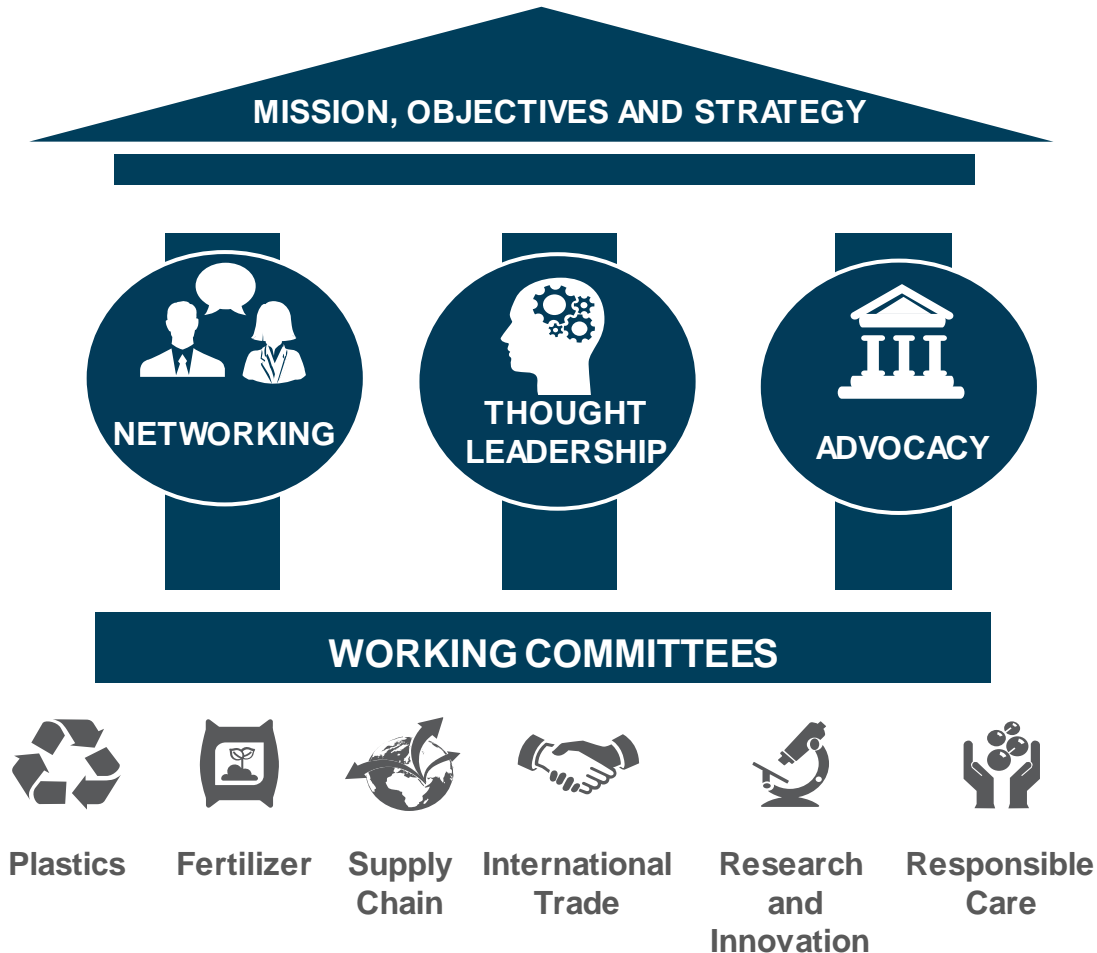 MISSION, OBJECTIVES AND STRATEGY
NETWORKING
THOUGHT
LEADERSHIP
ADVOCACY
WORKING COMMITTEES
Plastics
Fertilizer
Supply
Chain
International
Trade
Research
and
Innovation
Responsible
Care